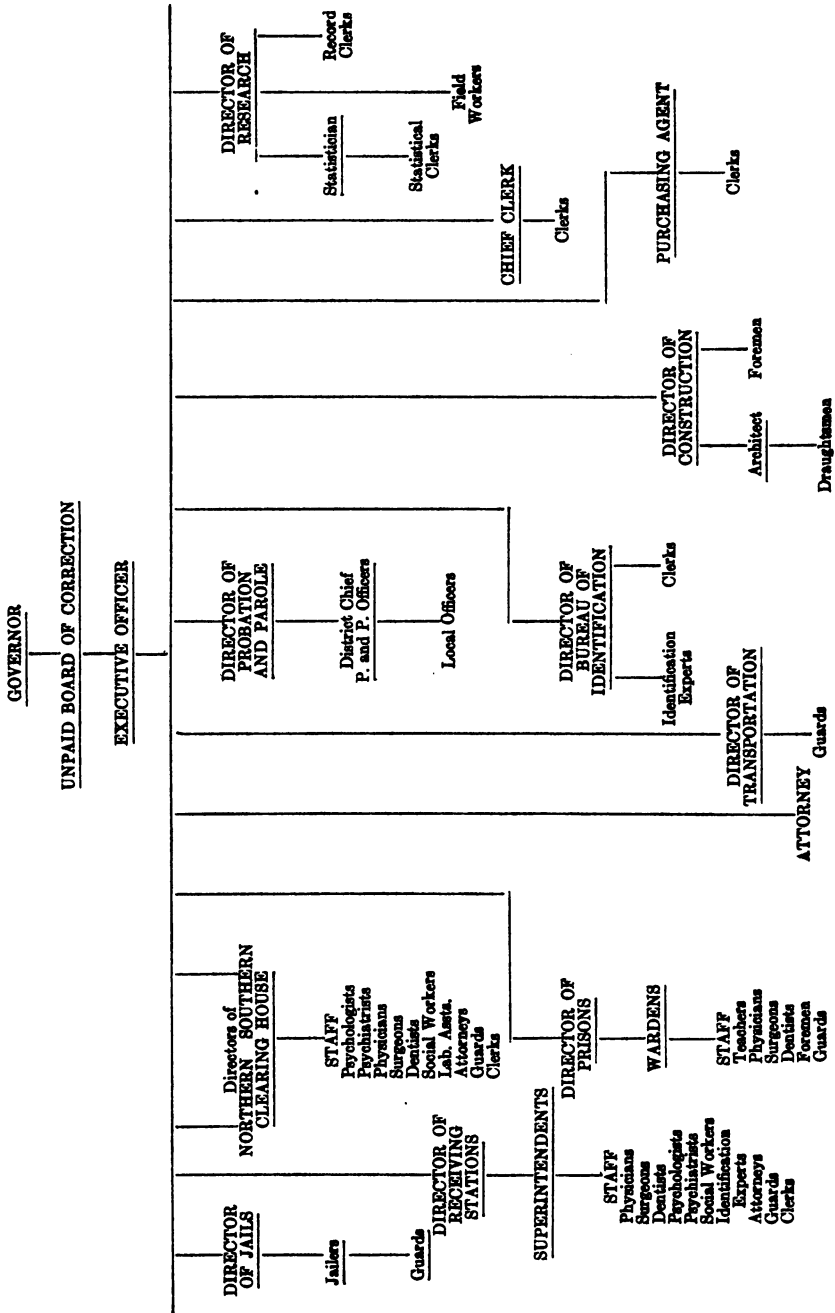 GOVERNOR
UNPAID BOARD OF CORRECTION
EXECUTIVE OFFICER
DIRECTOR
OF JAILS
Jailers
Guards
DIRECTOR OF
RECEIVING
STATIONS
SUPERINTENDENTS
STAFF
Physicians
Surgeons
Dentists
Psychologists
Psychiatrists
Social Workers
Identification
Experts
Attorneys
Guards
Clerks
Directors of
NORTHERN SOUTHERN
CLEARING HOUSE
STAFF
Psychologists
Psychiatrists
Physicians
Surgeons
Dentists
Social Workers
Lab. Assts.
Attorneys
Guards
Clerks
DIRECTOR OF
PRISONS
WARDENS
STAFF
Teachers
Physicians
Surgeons
Dentists
Foremen
Guards
ATTORNEY
DIRECTOR OF
TRANSPORTATION
Guards
DIRECTOR OF
PROBATION
AND PAROLE
District Chief
P. and P. Officers
Local Officers
DIRECTOR OF
BUREAU OF
IDENTIFICATION
Identification
Experts
Clerks
DIRECTOR OF
CONSTRUCTION
Architect
Draughtsmen
Foremen
PURCHASING AGENT
Clerks
CHIEF CLERK
Clerks
DIRECTOR OF
RESEARCH
Statistician
Statistical
Clerks
Field
Workers
Record
Clerks